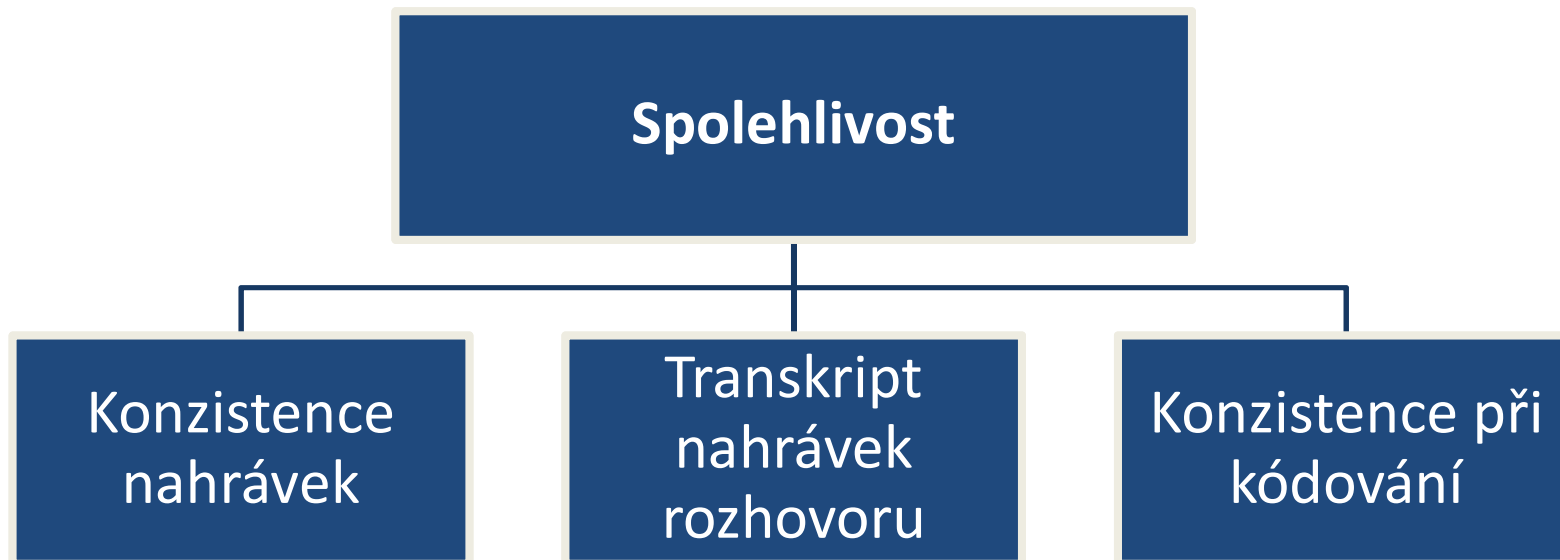 Spolehlivost
Konzistence
nahrávek
Transkript
nahrávek
rozhovoru
Konzistence při
kódování